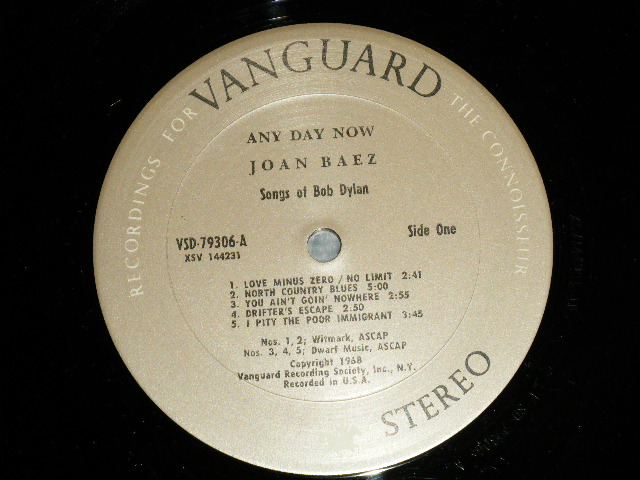 RECORDINGS FOR VANGUARD THE CONNOISSEUR
ANY DAY NOW
JOAN BAEZ
Songs of Bob Dylan
VSD-79306-A
XSV 144231
Side One
1. LOVE MINUS ZERO / NO LIMIT 2:41
2. NORTH COUNTRY BLUES 5:00
3. YOU AIN'T GOIN' NOWHERE 2:55
4. DRIFTER'S ESCAPE 2:50
5. I PITY THE POOR IMMIGRANT 3:45
Nos. 1, 2; Witmark, ASCAP
Nos. 3, 4, 5; Dwarf Music, ASCAP
Copyright 1968
Vanguard Recording Society, Inc., N.Y.
Recorded in U.S.A.
STEREO